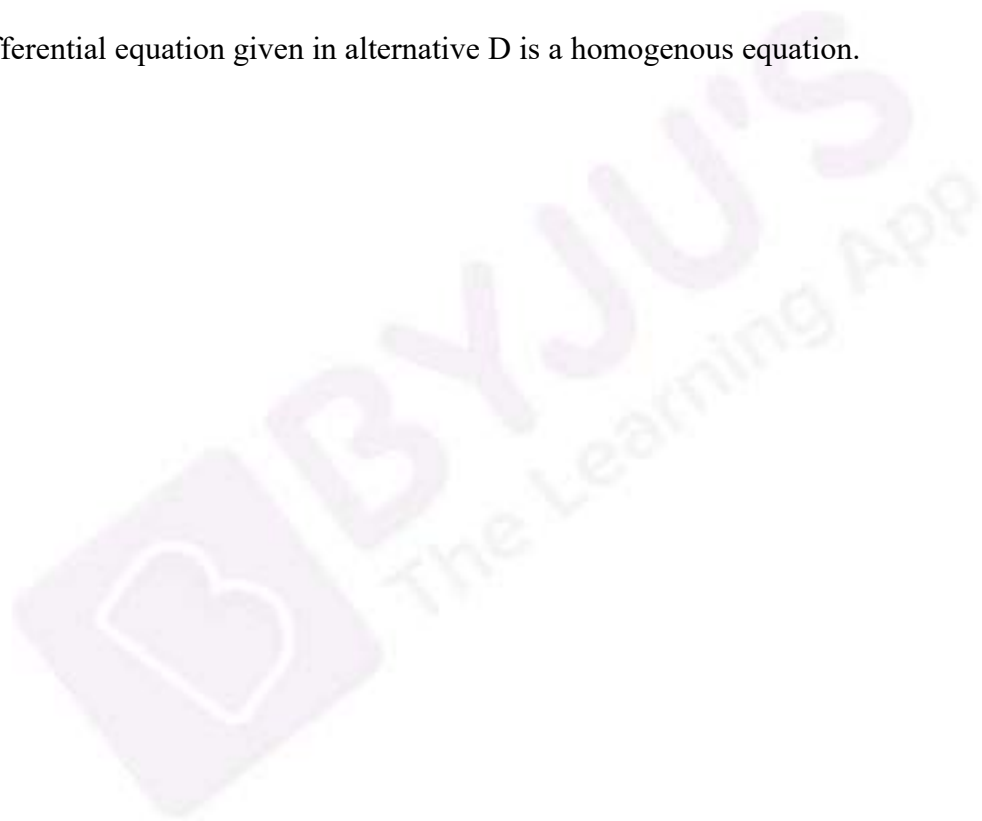 fferential equation given in alternative D is a homogenous equation.
BYJU'S
The Learning App